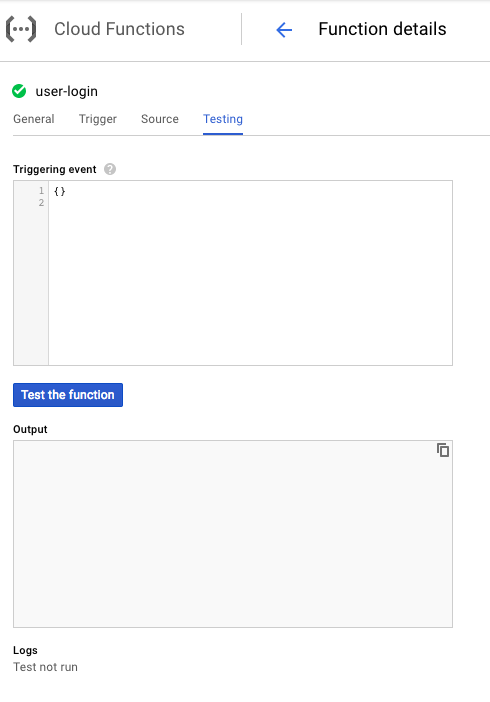 Cloud Functions
Function details
user-login
General Trigger Source Testing
Triggering event ?
1 {}
2
Test the function
Output
Logs
Test not run